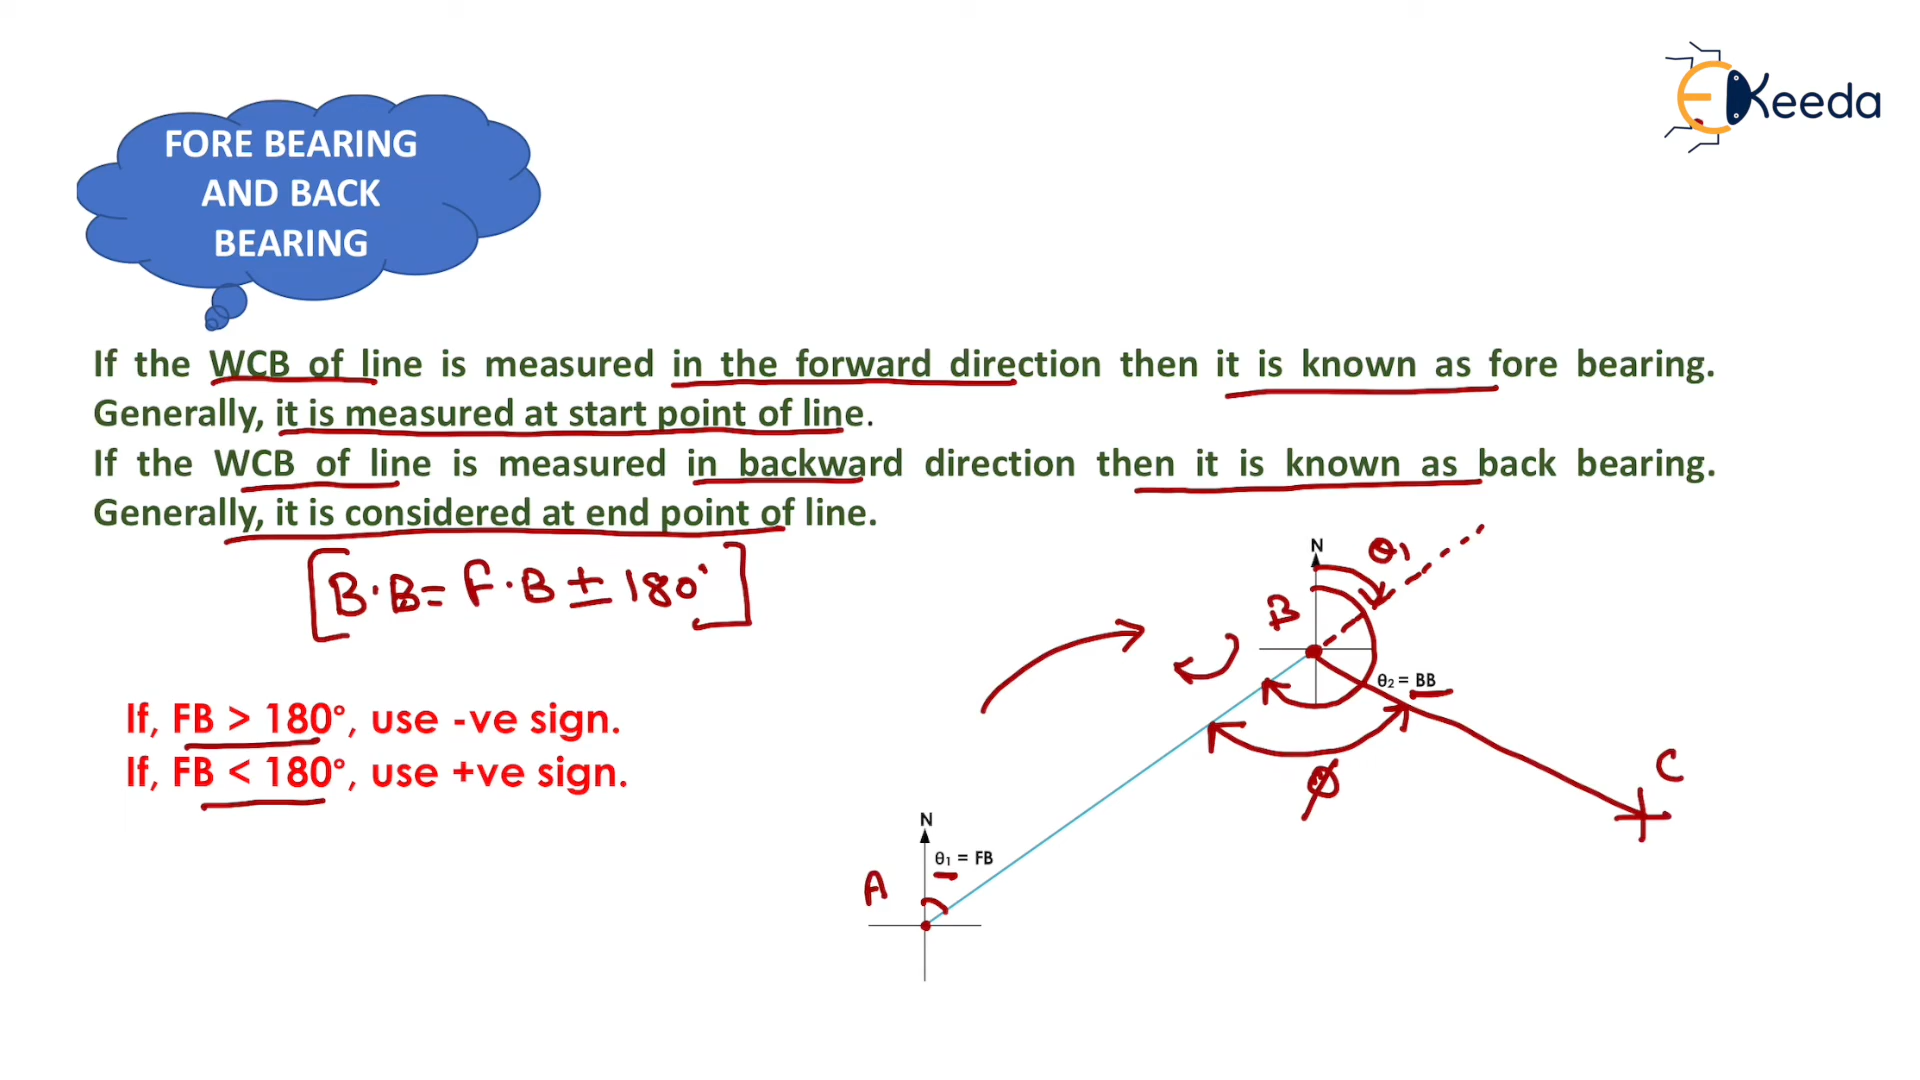 EKeeda
FORE BEARING
AND BACK
BEARING
If the WCB of line is measured in the forward direction then it is known as fore bearing.
Generally, it is measured at start point of line.
If the WCB of line is measured in backward direction then it is known as back bearing.
Generally, it is considered at end point of line.
[B.B = F.B ± 180°]
If, FB > 180°, use -ve sign.
If, FB < 180°, use +ve sign.
N
θ₁
B
θ₂ = BB
ϕ
C
N
θ₁ = FB
A